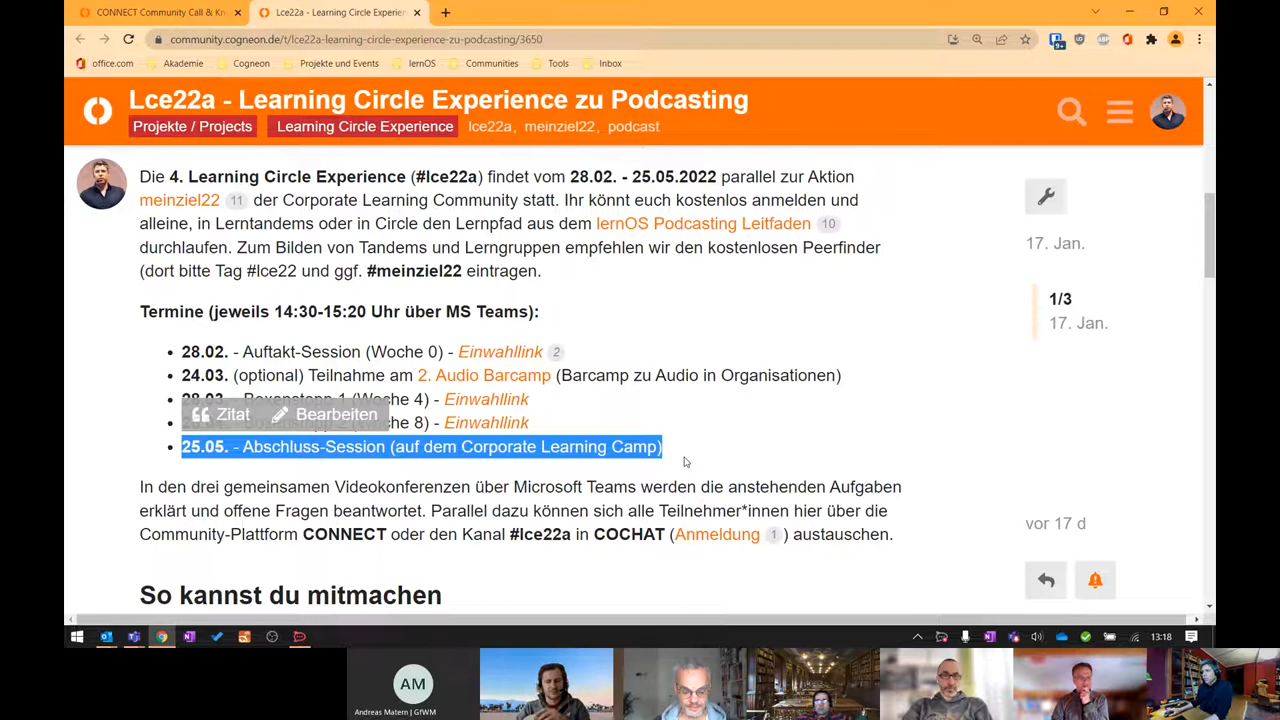 CONNECT Community Call & Kn
Lce22a - Learning Circle Experien
community.cogneon.de/t/lce22a-learning-circle-experience-zu-podcasting/3650
9+
office.com
Akademie
Cogneon
Projekte und Events
lernOS
Communities
Tools
Inbox
Lce22a - Learning Circle Experience zu Podcasting
Projekte / Projects Learning Circle Experience lce22a, meinziel22, podcast
Die 4. Learning Circle Experience (#lce22a) findet vom 28.02. - 25.05.2022 parallel zur Aktion
meinziel22 11 der Corporate Learning Community statt. Ihr könnt euch kostenlos anmelden und
alleine, in Lerntandems oder in Circle den Lernpfad aus dem lernOS Podcasting Leitfaden 10
durchlaufen. Zum Bilden von Tandems und Lerngruppen empfehlen wir den kostenlosen Peerfinder
(dort bitte Tag #lce22 und ggf. #meinziel22 eintragen.
17. Jan.
1/3
17. Jan.
Termine (jeweils 14:30-15:20 Uhr über MS Teams):
28.02. - Auftakt-Session (Woche 0) - Einwahllink 2
24.03. (optional) Teilnahme am 2. Audio Barcamp (Barcamp zu Audio in Organisationen)
28.03. - Boxenstopp 1 (Woche 4) - Einwahllink
Zitat Bearbeiten
(Woche 8) - Einwahllink
25.05. - Abschluss-Session (auf dem Corporate Learning Camp)
In den drei gemeinsamen Videokonferenzen über Microsoft Teams werden die anstehenden Aufgaben
erklärt und offene Fragen beantwortet. Parallel dazu können sich alle Teilnehmer*innen hier über die
Community-Plattform CONNECT oder den Kanal #lce22a in COCHAT (Anmeldung 1 ) austauschen.
vor 17 d
So kannst du mitmachen
13:18
AM
Andreas Matern | GfWM